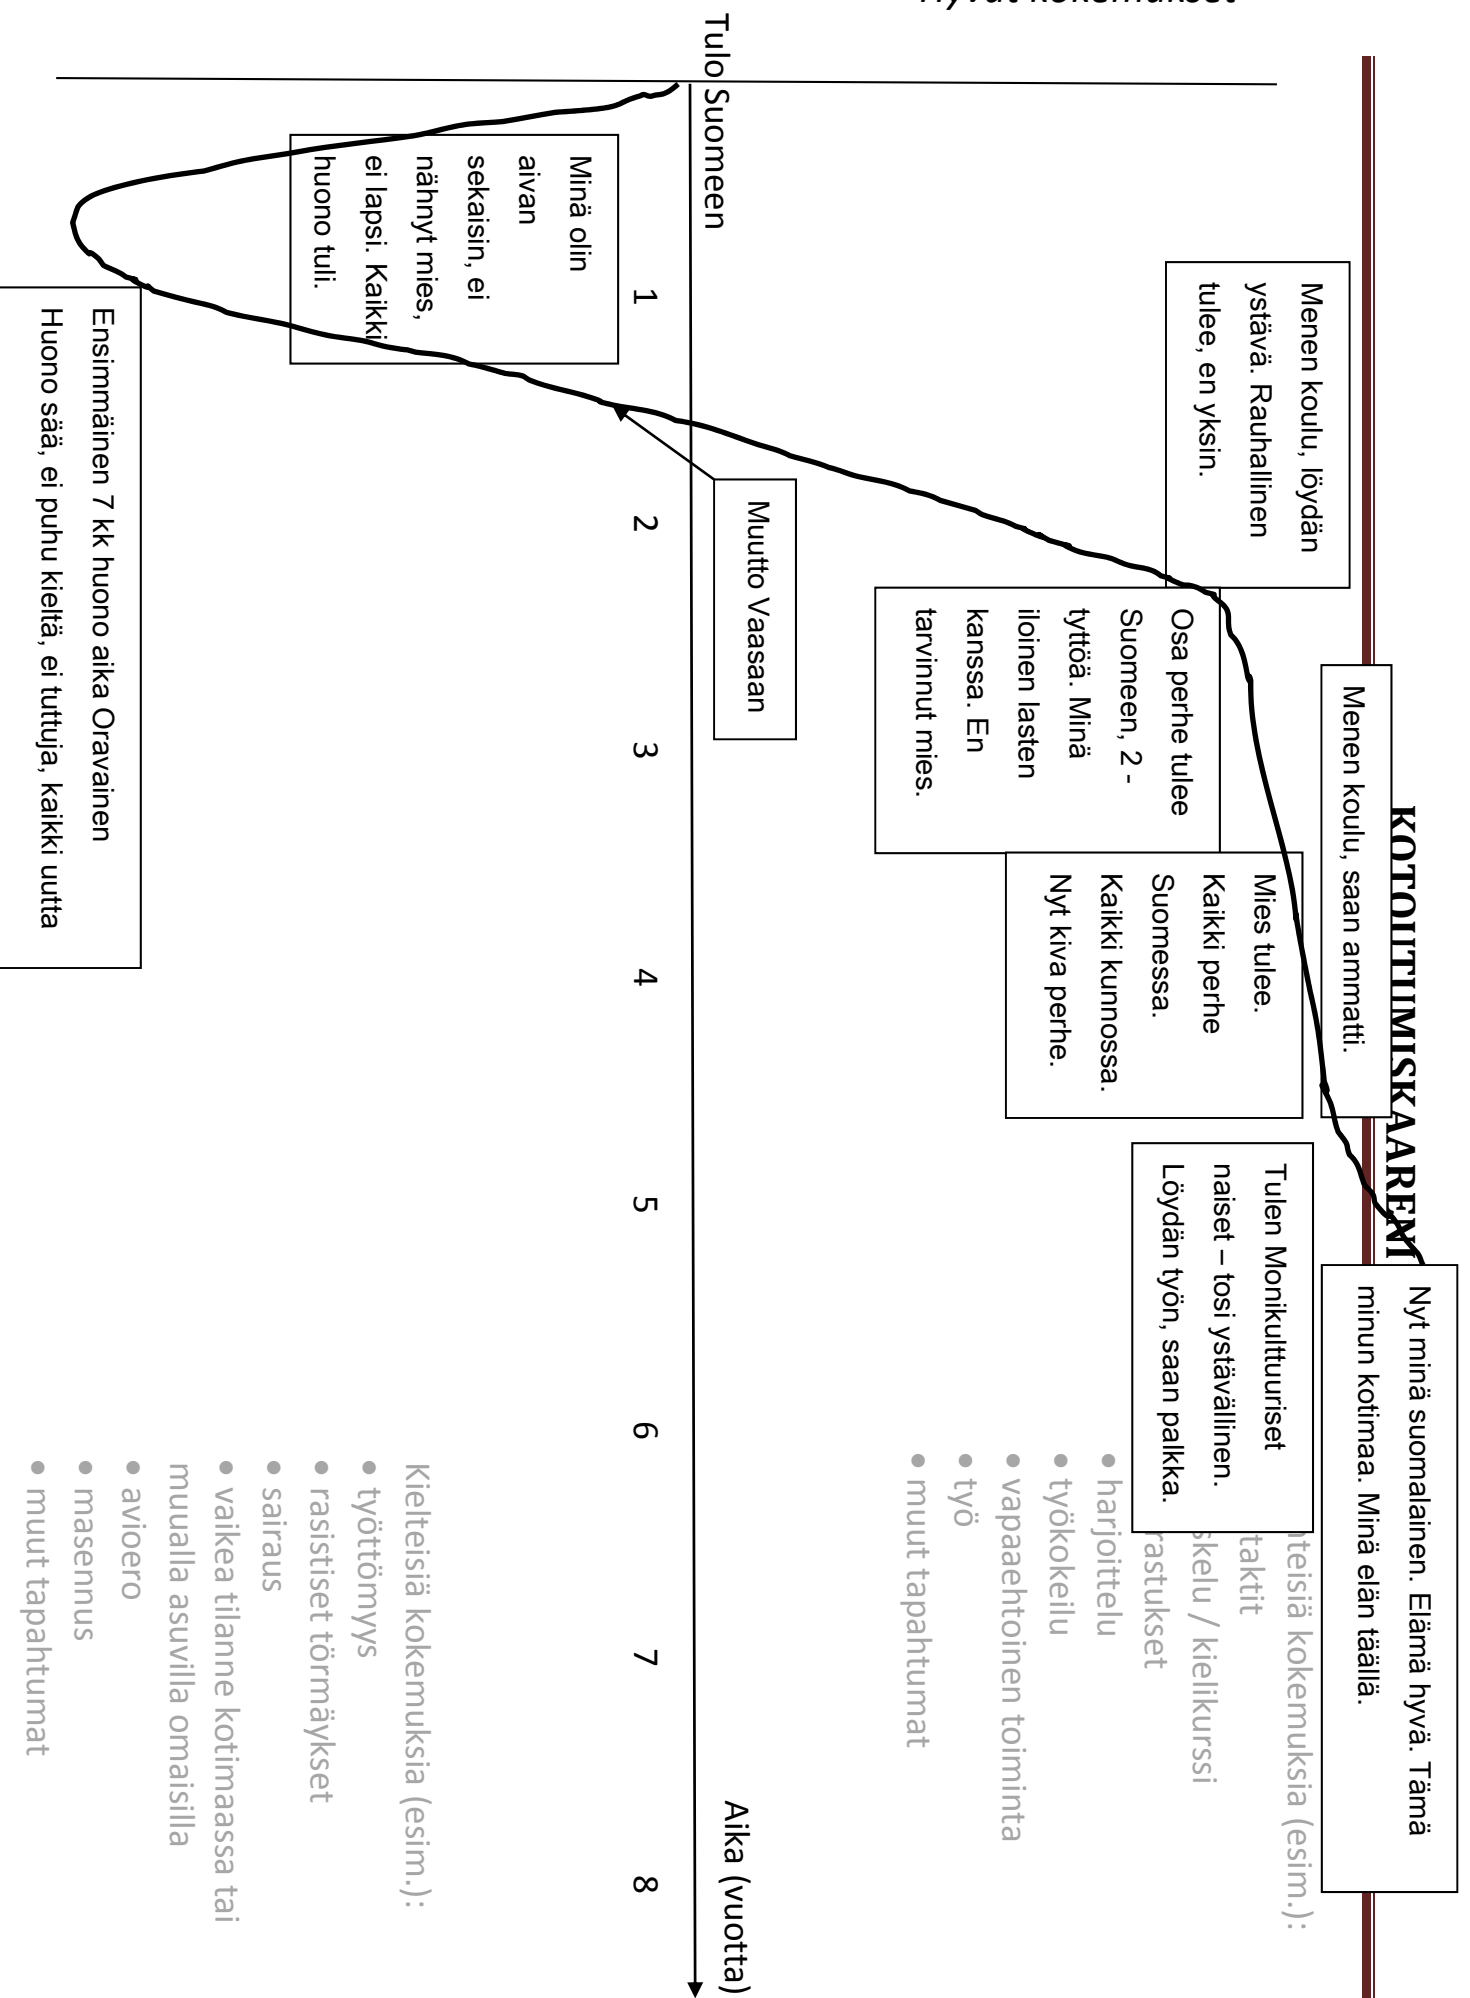 Hyvät kokemukset
KOTOUTUMISKAARENI
Nyt minä suomalainen. Elämä hyvä. Tämä
minun kotimaa. Minä elän täällä.
Menen koulu, saan ammatti.
Menen koulu, löydän
ystävä. Rauhallinen
tulee, en yksin.
Osa perhe tulee
Suomeen, 2 -
tyttöä. Minä
iloinen lasten
kanssa. En
tarvinnut mies.
Mies tulee.
Kaikki perhe
Suomessa.
Kaikki kunnossa.
Nyt kiva perhe.
Tulen Monikulttuuriset
naiset – tosi ystävällinen.
Löydän työn, saan palkka.
teisiä kokemuksia (esim.):
taktit
skelu / kielikurssi
rastukset
• harjoittelu
• työkokeilu
• vapaaehtoinen toiminta
• työ
• muut tapahtumat
Muutto Vaasaan
Tulo Suomeen
Aika (vuotta)
1 2 3 4 5 6 7 8
Minä olin
aivan
sekaisin, ei
nähnyt mies,
ei lapsi. Kaikki
huono tuli.
Kielteisiä kokemuksia (esim.):
• työttömyys
• rasistiset törmäykset
• sairaus
• vaikea tilanne kotimaassa tai
muualla asuvilla omaisilla
• avioero
• masennus
• muut tapahtumat
Ensimmäinen 7 kk huono aika Oravainen
Huono sää, ei puhu kieltä, ei tuttuja, kaikki uutta